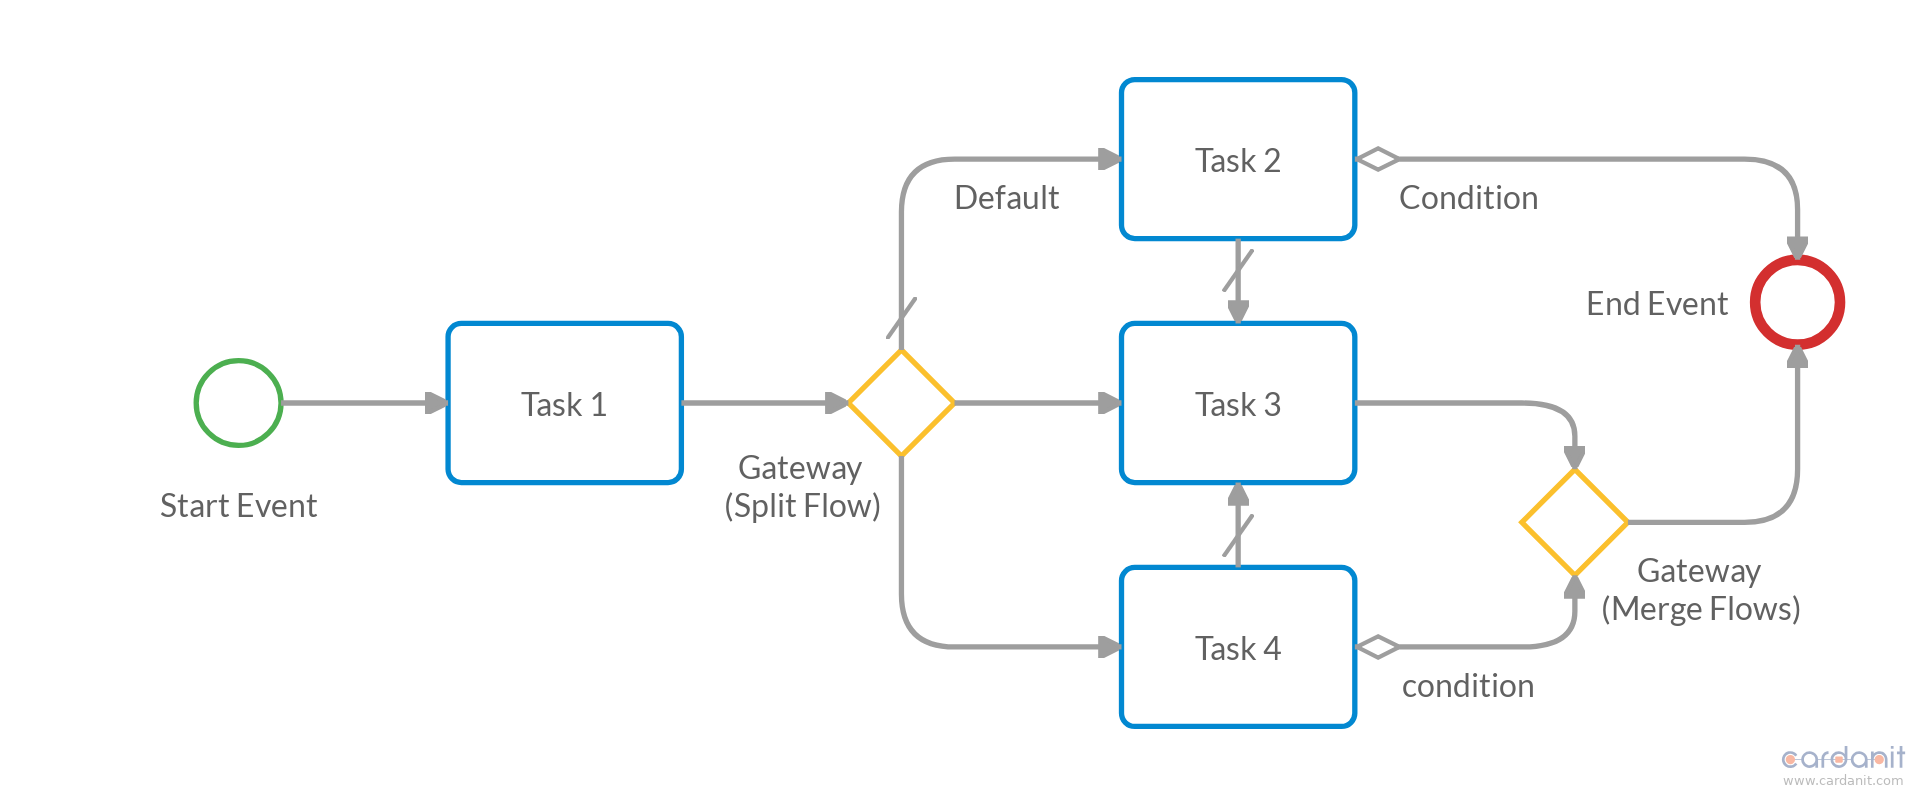 Task 2
Default
Condition
End Event
Task 1
Task 3
Gateway
(Split Flow)
Start Event
Gateway
(Merge Flows)
Task 4
condition
cardanit
www.cardanit.com